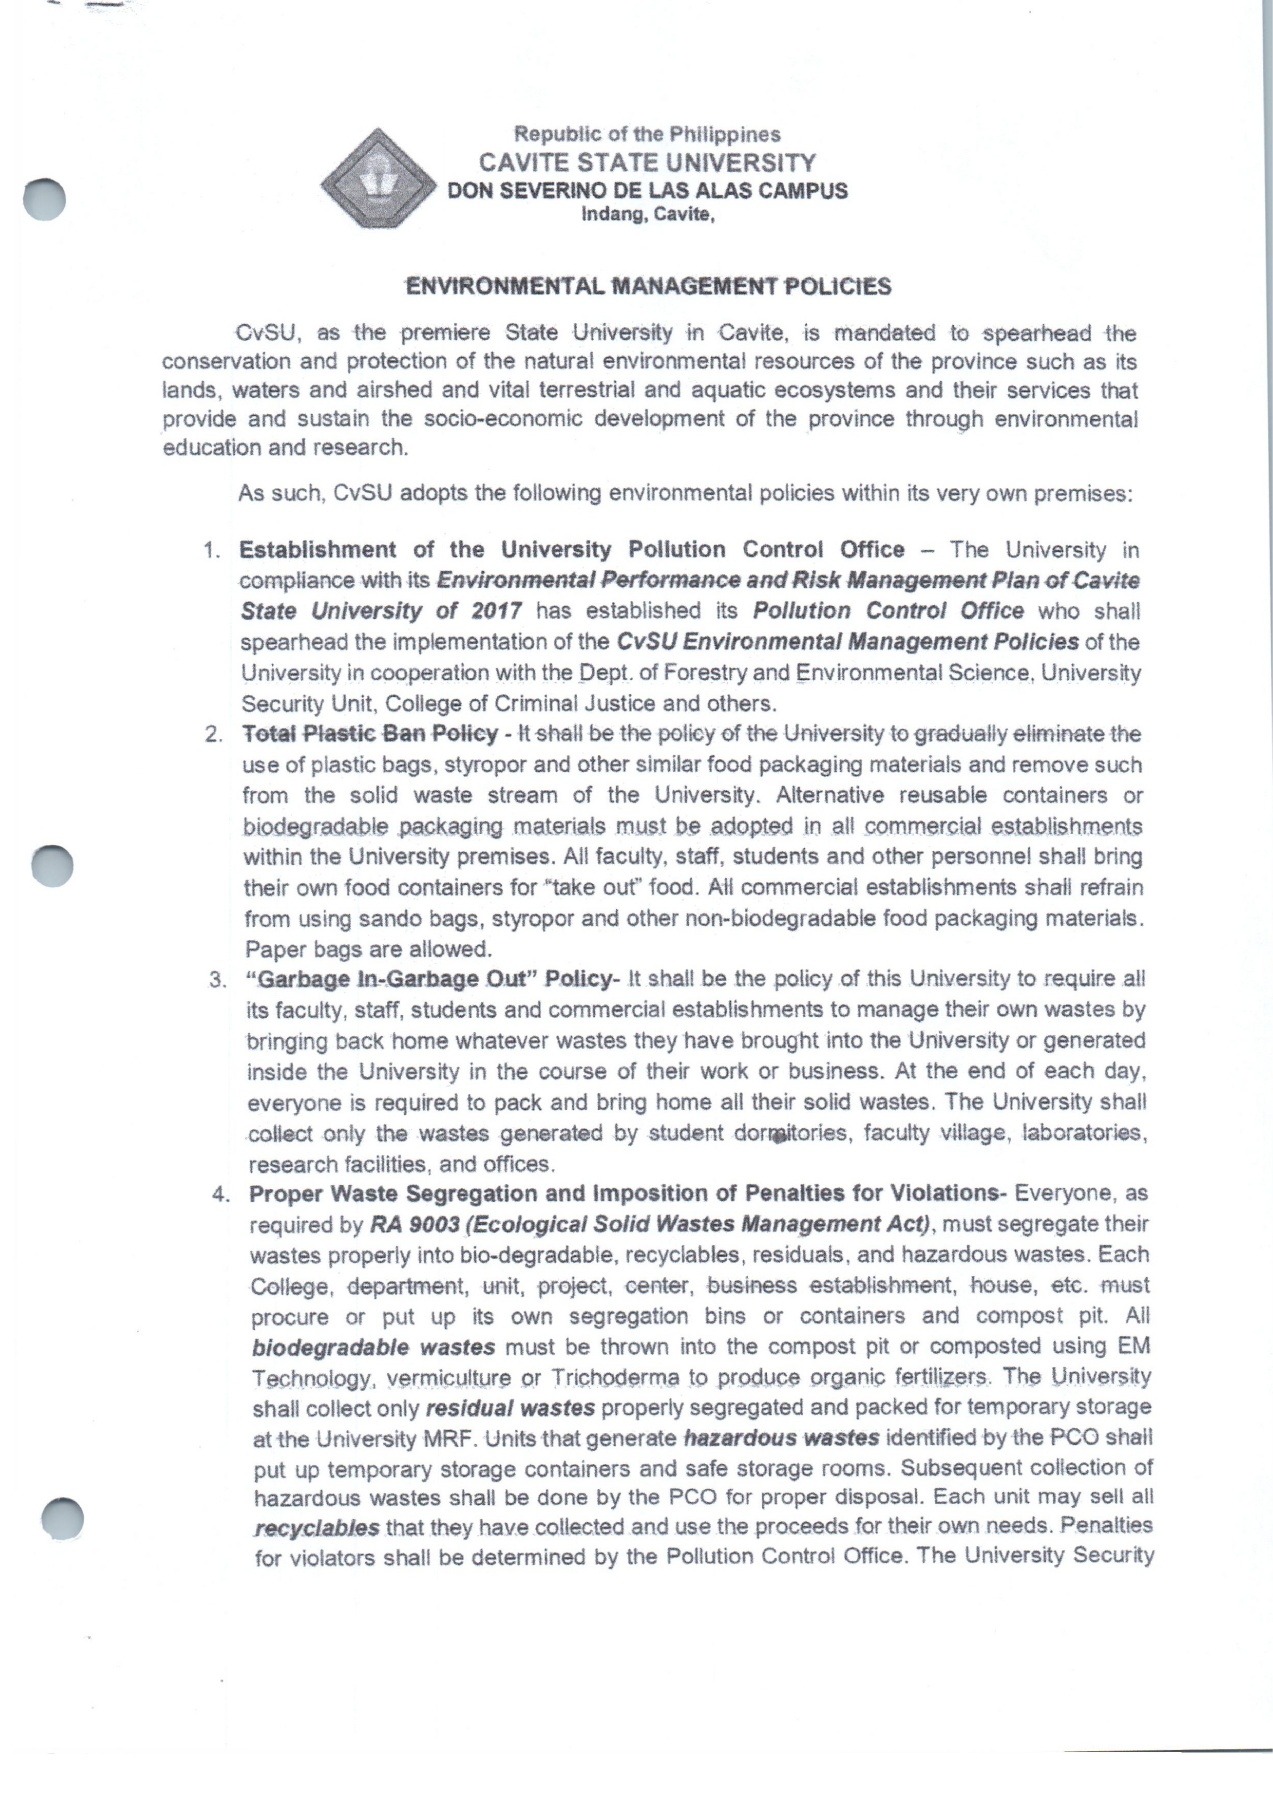 Republic of the Philippines
CAVITE STATE UNIVERSITY
DON SEVERINO DE LAS ALAS CAMPUS
Indang, Cavite,
ENVIRONMENTAL MANAGEMENT POLICIES
CvSU, as the premiere State University in Cavite, is mandated to spearhead the
conservation and protection of the natural environmental resources of the province such as its
lands, waters and airshed and vital terrestrial and aquatic ecosystems and their services that
provide and sustain the socio-economic development of the province through environmental
education and research.
As such, CvSU adopts the following environmental policies within its very own premises:
1. Establishment of the University Pollution Control Office – The University in
compliance with its Environmental Performance and Risk Management Plan of Cavite
State University of 2017 has established its Pollution Control Office who shall
spearhead the implementation of the CvSU Environmental Management Policies of the
University in cooperation with the Dept. of Forestry and Environmental Science, University
Security Unit, College of Criminal Justice and others.
2. Total Plastic Ban Policy - It shall be the policy of the University to gradually eliminate the
use of plastic bags, styropor and other similar food packaging materials and remove such
from the solid waste stream of the University. Alternative reusable containers or
biodegradable packaging materials must be adopted in all commercial establishments
within the University premises. All faculty, staff, students and other personnel shall bring
their own food containers for “take out” food. All commercial establishments shall refrain
from using sando bags, styropor and other non-biodegradable food packaging materials.
Paper bags are allowed.
3. “Garbage In-Garbage Out” Policy- It shall be the policy of this University to require all
its faculty, staff, students and commercial establishments to manage their own wastes by
bringing back home whatever wastes they have brought into the University or generated
inside the University in the course of their work or business. At the end of each day,
everyone is required to pack and bring home all their solid wastes. The University shall
collect only the wastes generated by student dormitories, faculty village, laboratories,
research facilities, and offices.
4. Proper Waste Segregation and Imposition of Penalties for Violations- Everyone, as
required by RA 9003 (Ecological Solid Wastes Management Act), must segregate their
wastes properly into bio-degradable, recyclables, residuals, and hazardous wastes. Each
College, department, unit, project, center, business establishment, house, etc. must
procure or put up its own segregation bins or containers and compost pit. All
biodegradable wastes must be thrown into the compost pit or composted using EM
Technology, vermiculture or Trichoderma to produce organic fertilizers. The University
shall collect only residual wastes properly segregated and packed for temporary storage
at the University MRF. Units that generate hazardous wastes identified by the PCO shall
put up temporary storage containers and safe storage rooms. Subsequent collection of
hazardous wastes shall be done by the PCO for proper disposal. Each unit may sell all
recyclables that they have collected and use the proceeds for their own needs. Penalties
for violators shall be determined by the Pollution Control Office. The University Security